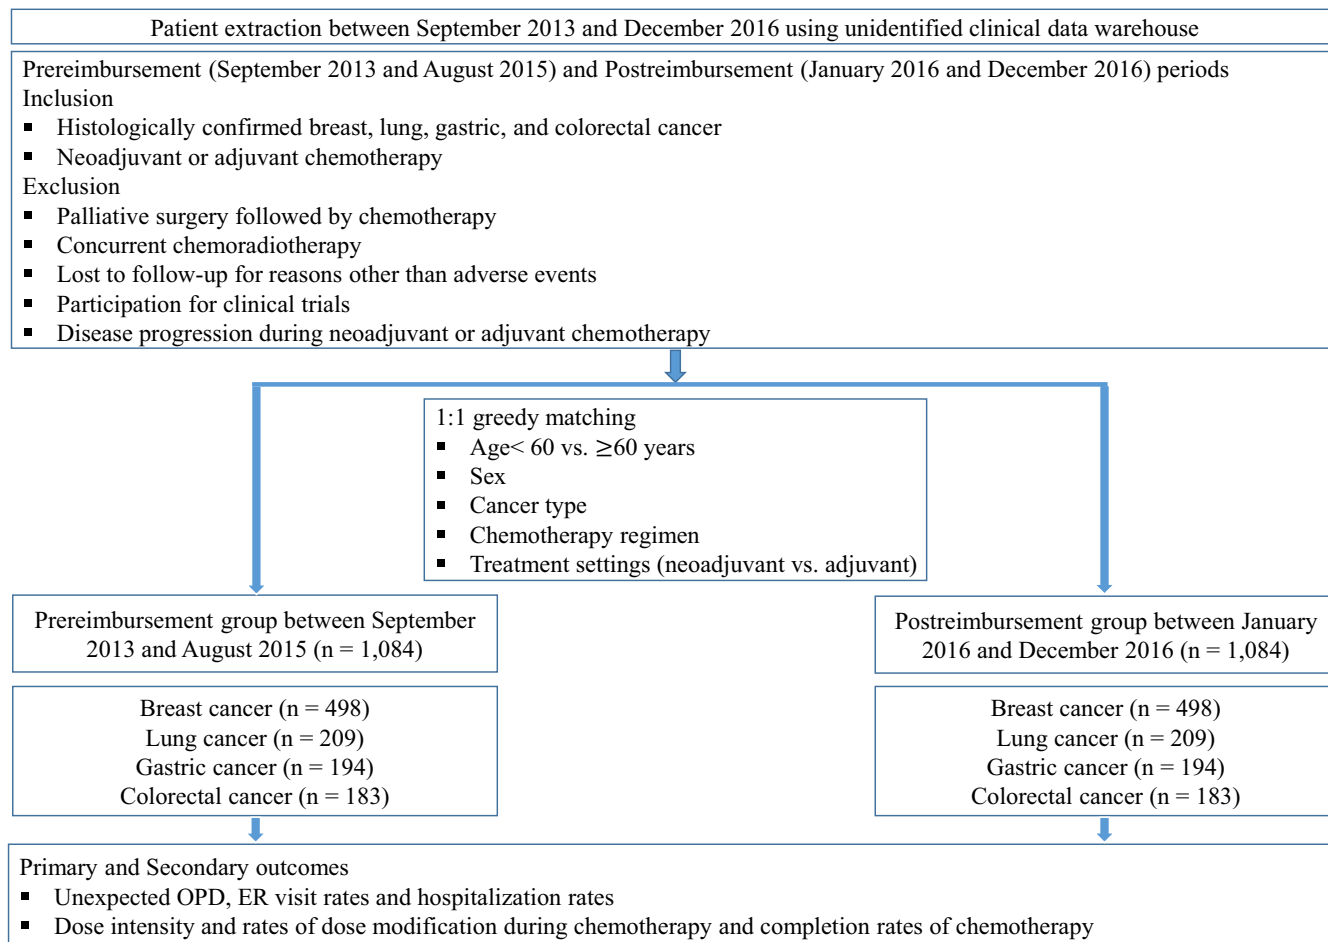 Patient extraction between September 2013 and December 2016 using unidentified clinical data warehouse
Prereimbursement (September 2013 and August 2015) and Postreimbursement (January 2016 and December 2016) periods
Inclusion
▪ Histologically confirmed breast, lung, gastric, and colorectal cancer
▪ Neoadjuvant or adjuvant chemotherapy
Exclusion
▪ Palliative surgery followed by chemotherapy
▪ Concurrent chemoradiotherapy
▪ Lost to follow-up for reasons other than adverse events
▪ Participation for clinical trials
▪ Disease progression during neoadjuvant or adjuvant chemotherapy
1:1 greedy matching
▪ Age< 60 vs. ≥60 years
▪ Sex
▪ Cancer type
▪ Chemotherapy regimen
▪ Treatment settings (neoadjuvant vs. adjuvant)
Prereimbursement group between September
2013 and August 2015 (n = 1,084)
Postreimbursement group between January
2016 and December 2016 (n = 1,084)
Breast cancer (n = 498)
Lung cancer (n = 209)
Gastric cancer (n = 194)
Colorectal cancer (n = 183)
Breast cancer (n = 498)
Lung cancer (n = 209)
Gastric cancer (n = 194)
Colorectal cancer (n = 183)
Primary and Secondary outcomes
▪ Unexpected OPD, ER visit rates and hospitalization rates
▪ Dose intensity and rates of dose modification during chemotherapy and completion rates of chemotherapy